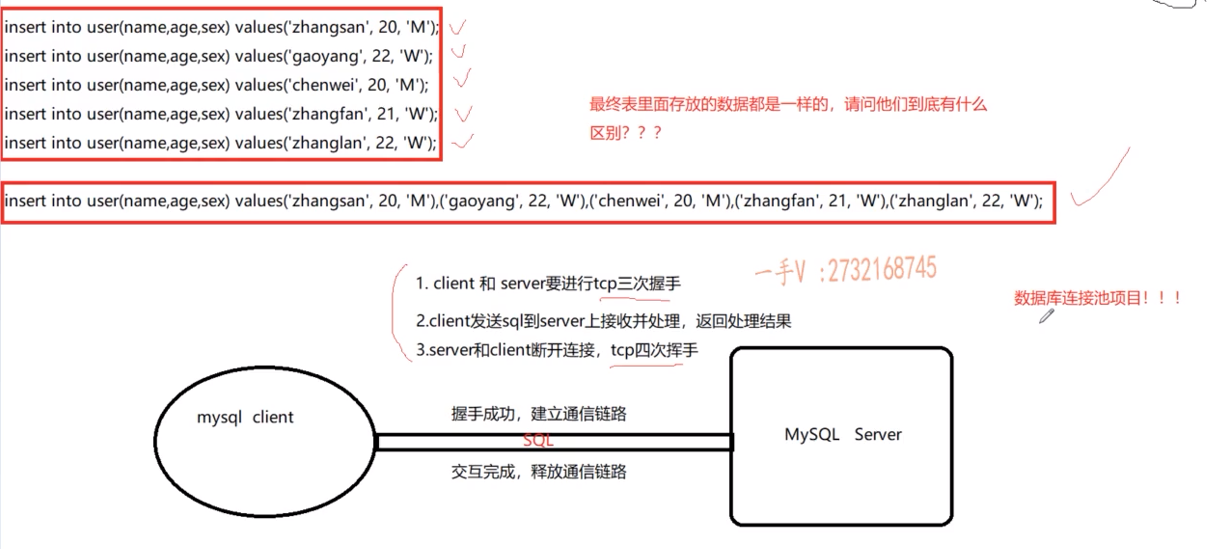 insert into user(name,age,sex) values('zhangsan', 20, 'M');
insert into user(name,age,sex) values('gaoyang', 22, 'W');
insert into user(name,age,sex) values('chenwei', 20, 'M');
insert into user(name,age,sex) values('zhangfan', 21, 'W');
insert into user(name,age,sex) values('zhanglan', 22, 'W');
最终表里面存放的数据都是一样的，请问他们到底有什么
区别？？？
insert into user(name,age,sex) values('zhangsan', 20, 'M'),('gaoyang', 22, 'W'),('chenwei', 20, 'M'),('zhangfan', 21, 'W'),('zhanglan', 22, 'W');
一手V :2732168745
1. client 和 server要进行tcp三次握手
数据库连接池项目！！！
2.client发送sql到server上接收并处理，返回处理结果
3.server和client断开连接，tcp四次挥手
mysql client
握手成功，建立通信链路
SQL
交互完成，释放通信链路
MySQL Server